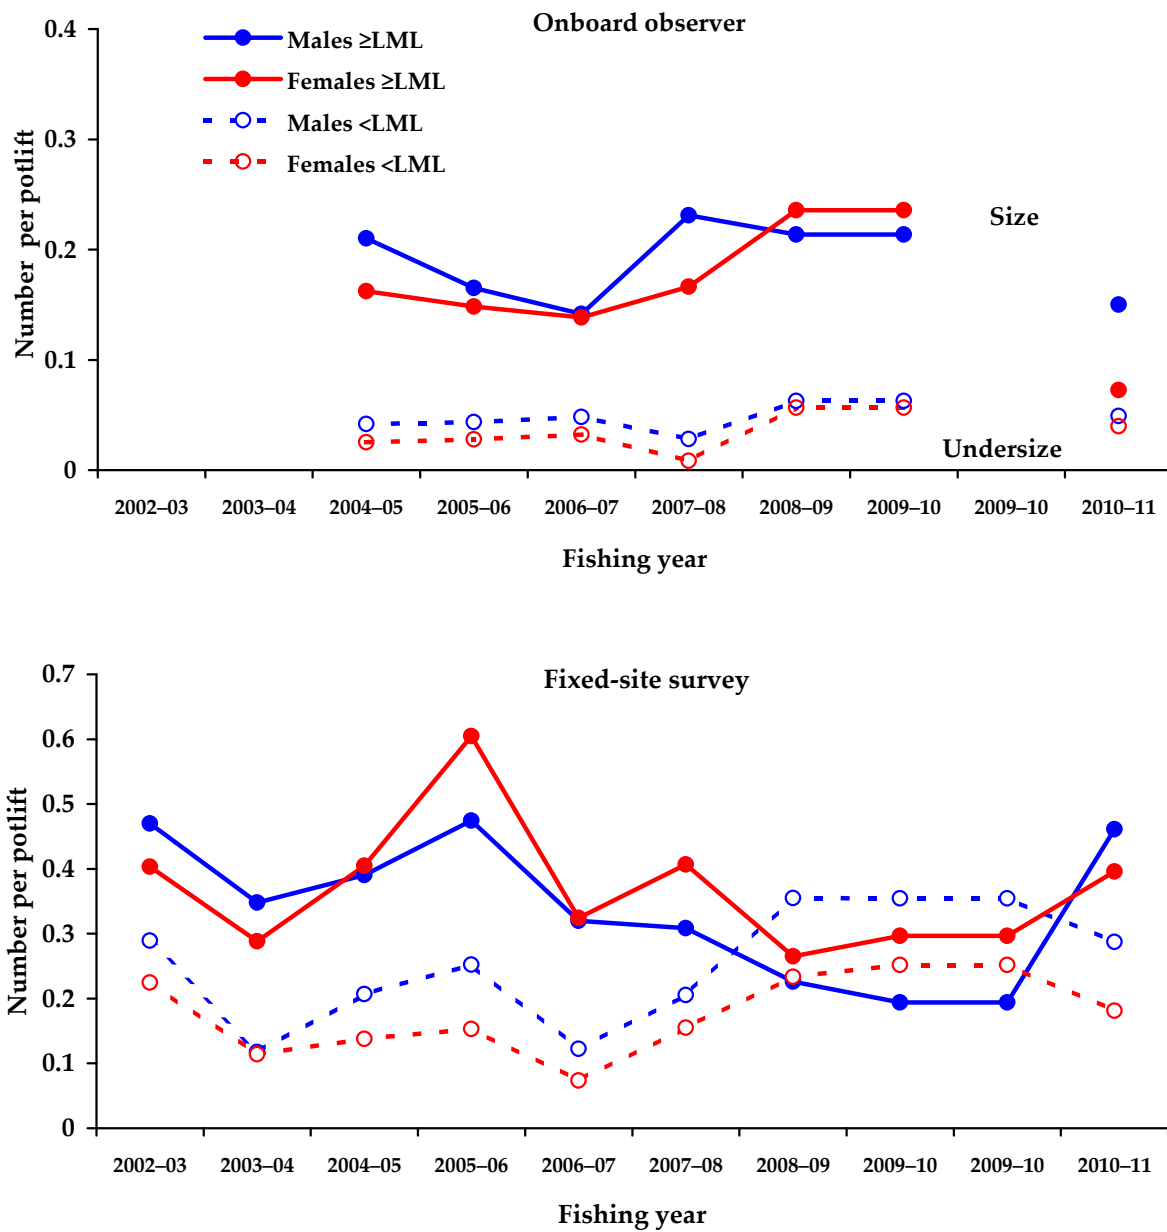 Onboard observer
0.4
Males ≥LML
Females ≥LML
Males <LML
Females <LML
0.3
0.2
0.1
0
Number per potlift
Size
Undersize
2002–03 2003–04 2004–05 2005–06 2006–07 2007–08 2008–09 2009–10 2009–10 2010–11
Fishing year
Fixed-site survey
0.7
0.6
0.5
0.4
0.3
0.2
0.1
0
Number per potlift
2002–03 2003–04 2004–05 2005–06 2006–07 2007–08 2008–09 2009–10 2009–10 2010–11
Fishing year